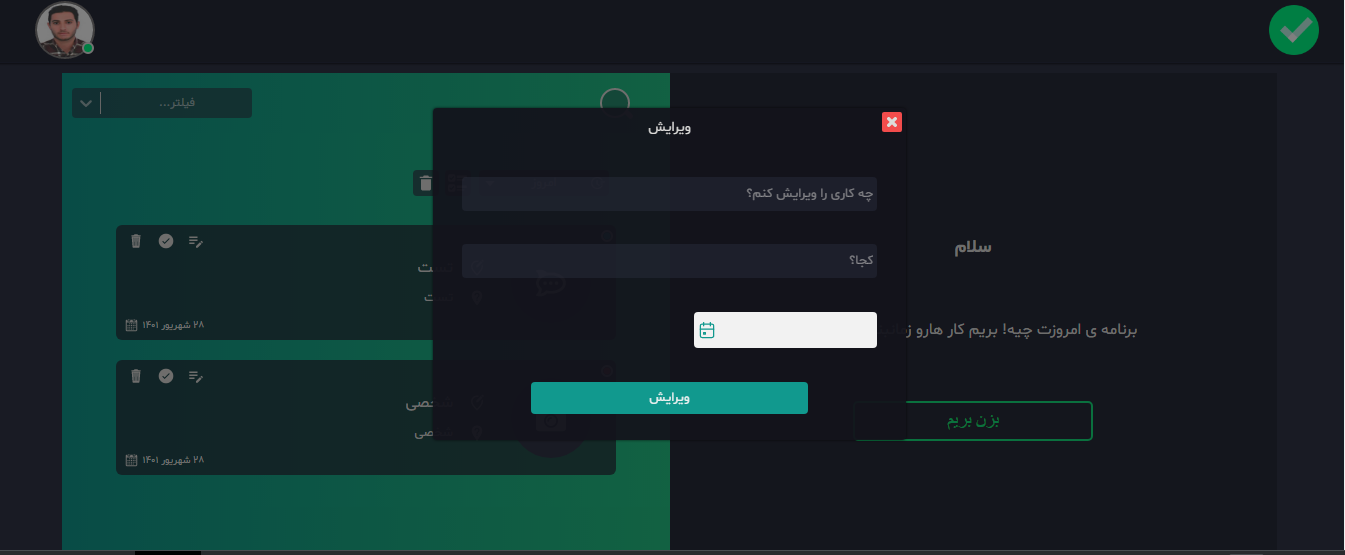 فیلتر...
ویرایش
چه کاری را ویرایش کنم؟
کجا؟
ویرایش
سلام
برنامه ی امروزت چیه! بریم کار هارو
بزن بریم
۲۸ شهریور ۱۴۰۱
۲۸ شهریور ۱۴۰۱